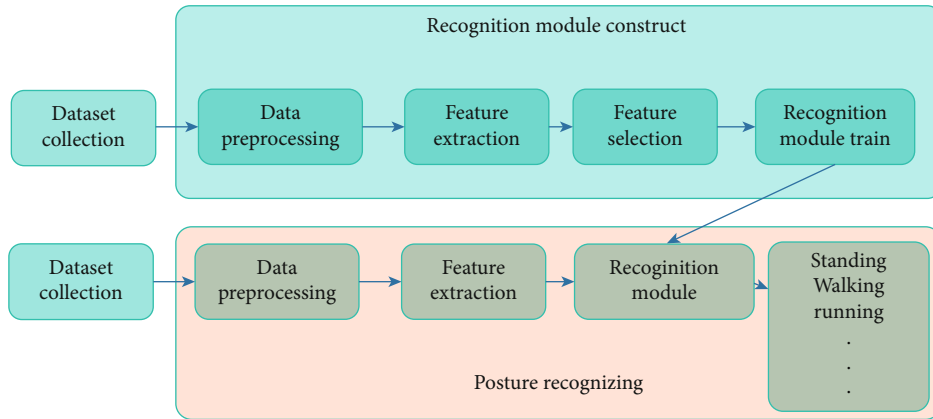 Recognition module construct
Dataset
collection
Data
preprocessing
Feature
extraction
Feature
selection
Recognition
module train
Dataset
collection
Data
preprocessing
Feature
extraction
Recoginition
module
Standing
Walking
running
.
.
.
Posture recognizing